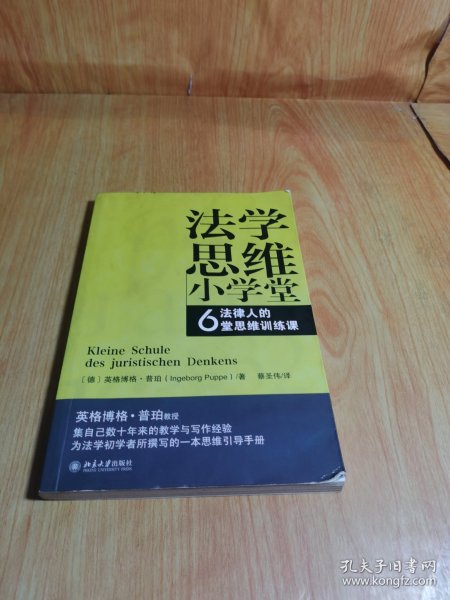 法学
思维
小学堂
6
法律人的
堂思维训练课
Kleine Schule
des juristischen Denkens
〔德〕英格博格·普珀（Ingeborg Puppe）/著 蔡圣伟/译
英格博格·普珀教授
集自己数十年来的教学与写作经验
为法学初学者所撰写的一本思维引导手册
北京大学出版社
孔夫子旧书网
www.kongfz.com